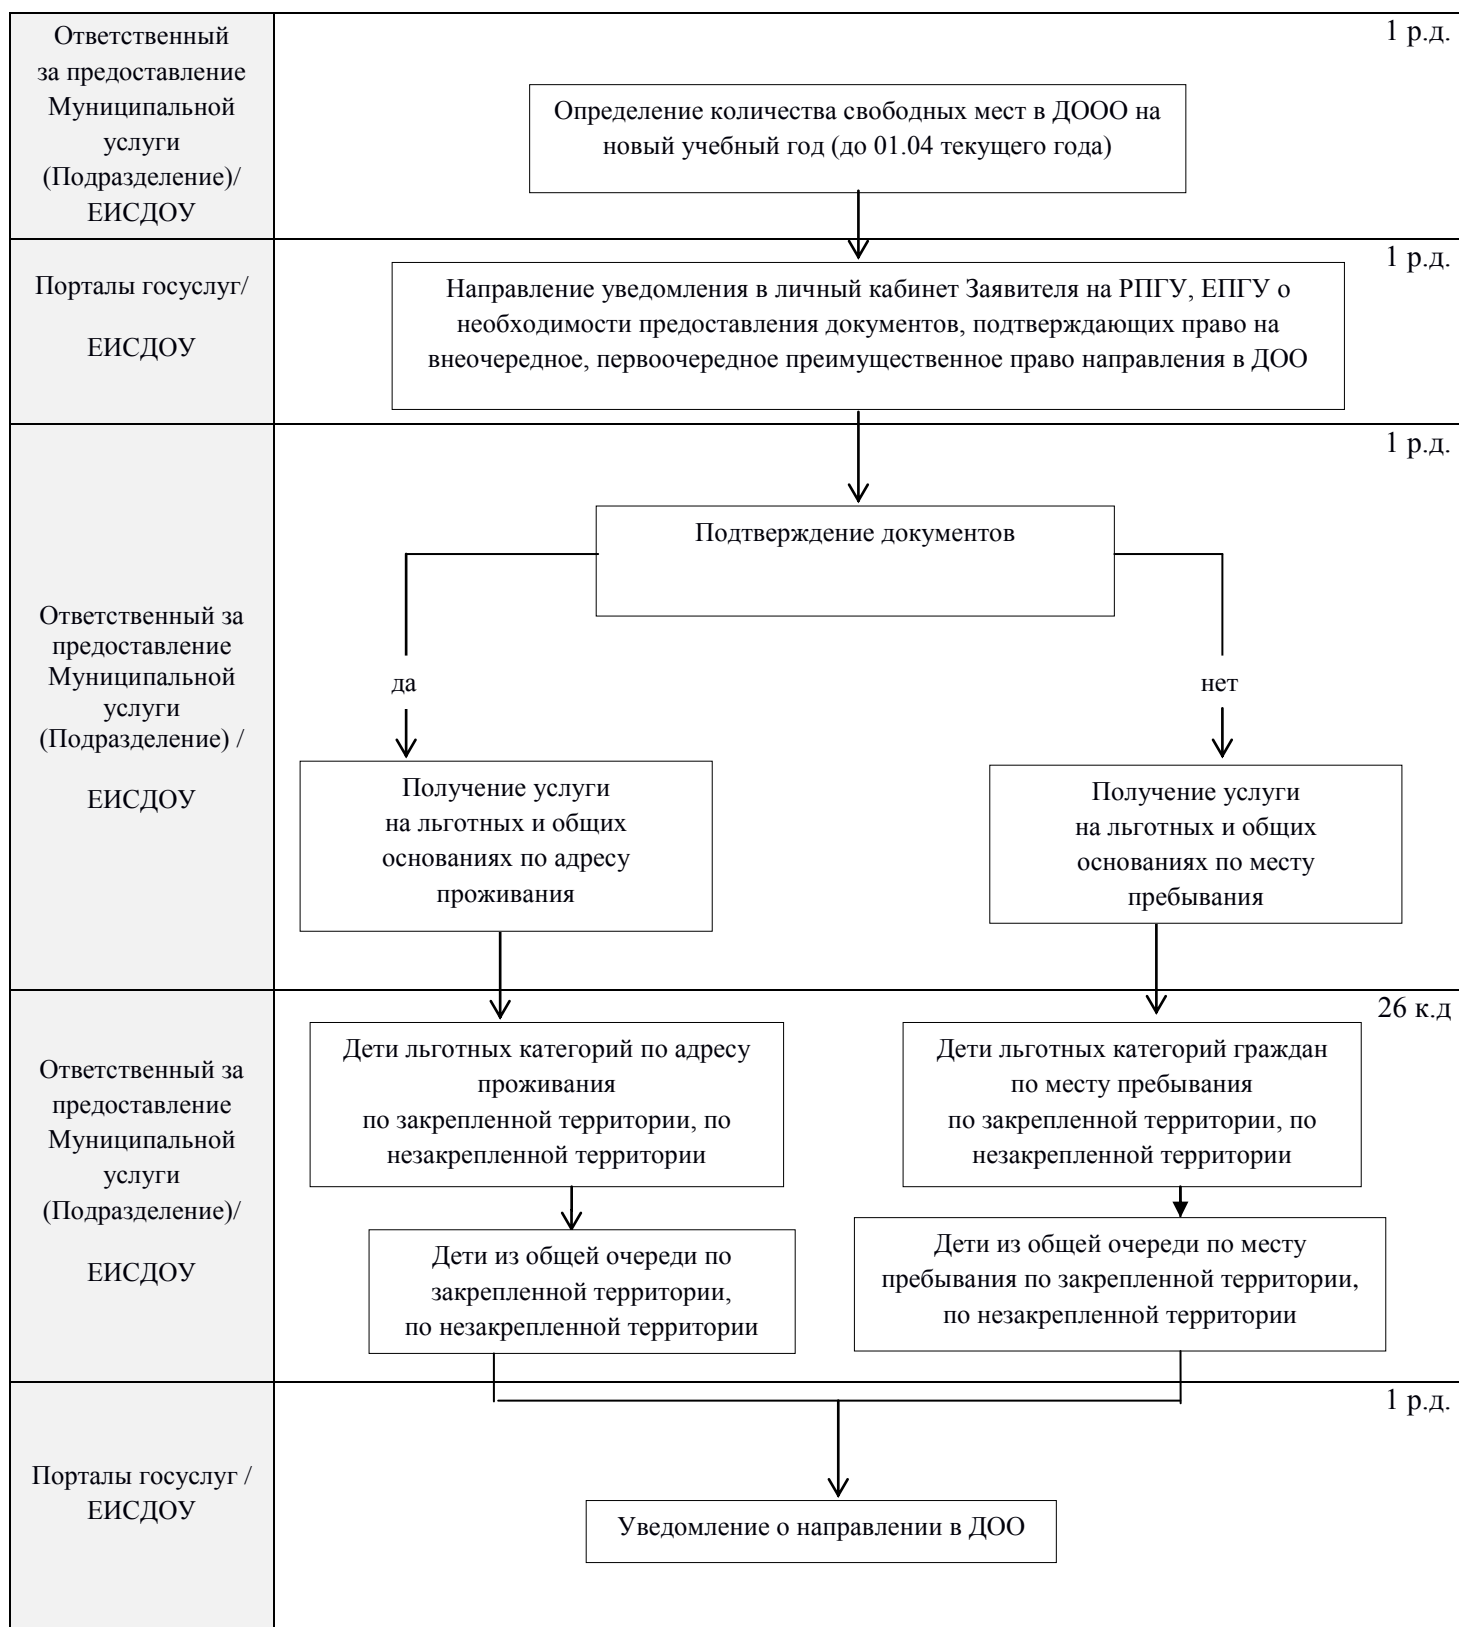 Ответственный
за предоставление
Муниципальной
услуги
(Подразделение)/
ЕИСДОУ
1 р.д.
Определение количества свободных мест в ДООО на
новый учебный год (до 01.04 текущего года)
Порталы госуслуг/
ЕИСДОУ
1 р.д.
Направление уведомления в личный кабинет Заявителя на РПГУ, ЕПГУ о
необходимости предоставления документов, подтверждающих право на
внеочередное, первоочередное преимущественное право направления в ДОО
Ответственный за
предоставление
Муниципальной
услуги
(Подразделение) /
ЕИСДОУ
1 р.д.
Подтверждение документов
да
нет
Получение услуги
на льготных и общих
основаниях по адресу
проживания
Получение услуги
на льготных и общих
основаниях по месту
пребывания
Ответственный за
предоставление
Муниципальной
услуги
(Подразделение)/
ЕИСДОУ
26 к.д
Дети льготных категорий по адресу
проживания
по закрепленной территории, по
незакрепленной территории
Дети льготных категорий граждан
по месту пребывания
по закрепленной территории, по
незакрепленной территории
Дети из общей очереди по
закрепленной территории,
по незакрепленной территории
Дети из общей очереди по месту
пребывания по закрепленной территории,
по незакрепленной территории
Порталы госуслуг /
ЕИСДОУ
1 р.д.
Уведомление о направлении в ДОО